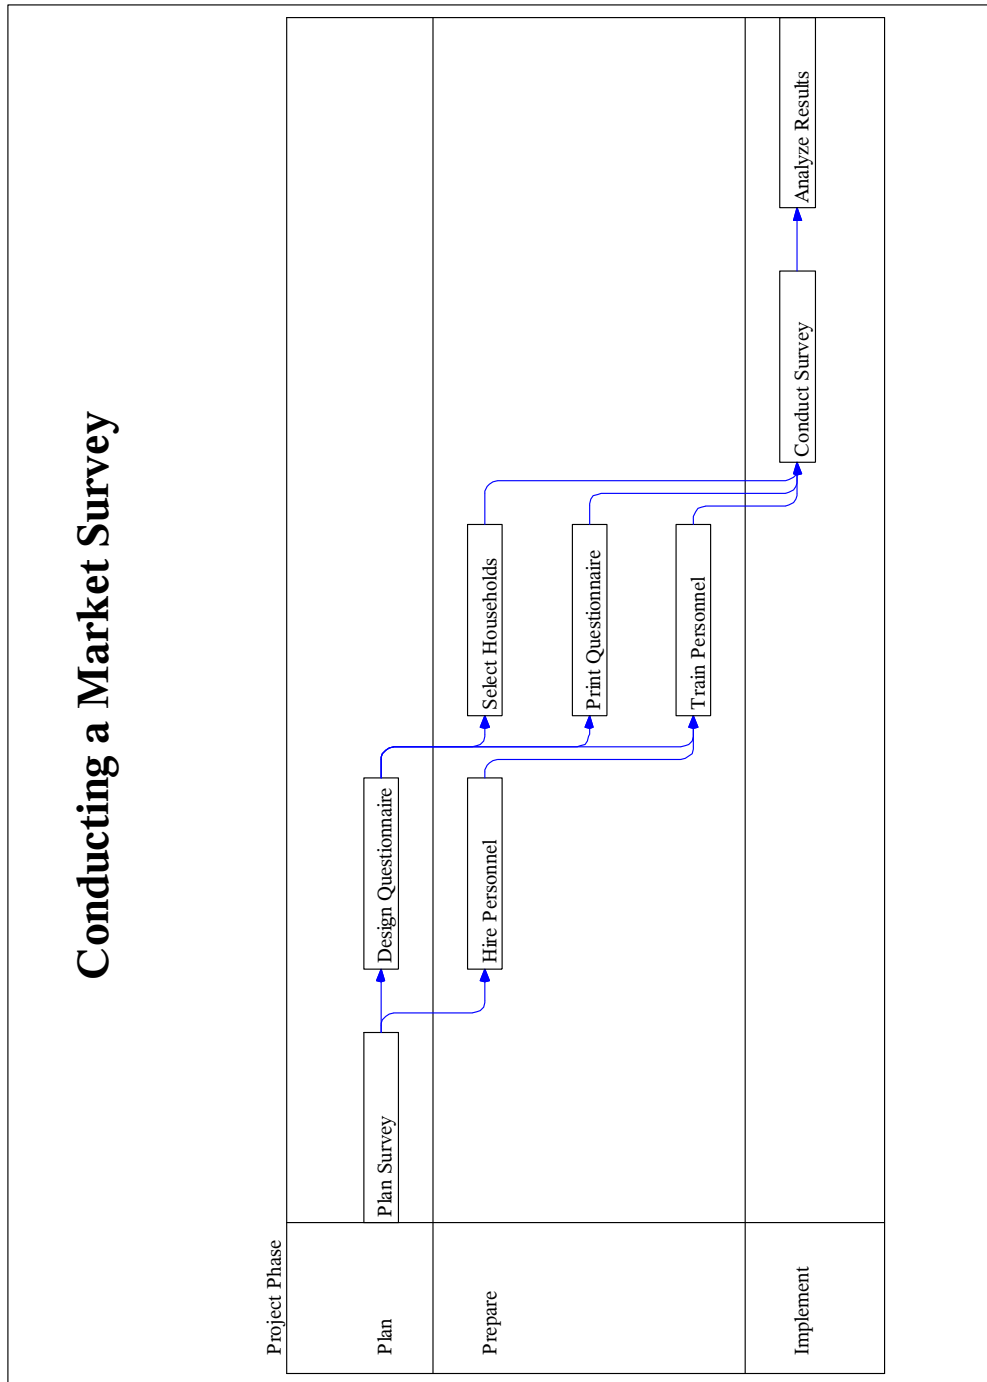 Conducting a Market Survey
Project Phase
Plan
Plan Survey
Design Questionnaire
Prepare
Hire Personnel
Select Households
Print Questionnaire
Train Personnel
Implement
Conduct Survey
Analyze Results